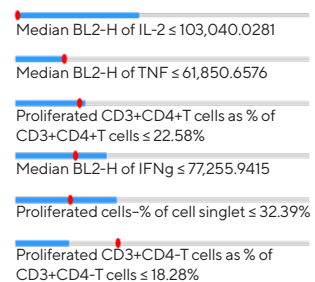 Median BL2-H of IL-2 ≤ 103,040.0281
Median BL2-H of TNF ≤ 61,850.6576
Proliferated CD3+CD4+T cells as % of
CD3+CD4+T cells ≤ 22.58%
Median BL2-H of IFNg ≤ 77,255.9415
Proliferated cells–% of cell singlet ≤ 32.39%
Proliferated CD3+CD4-T cells as % of
CD3+CD4-T cells ≤ 18.28%